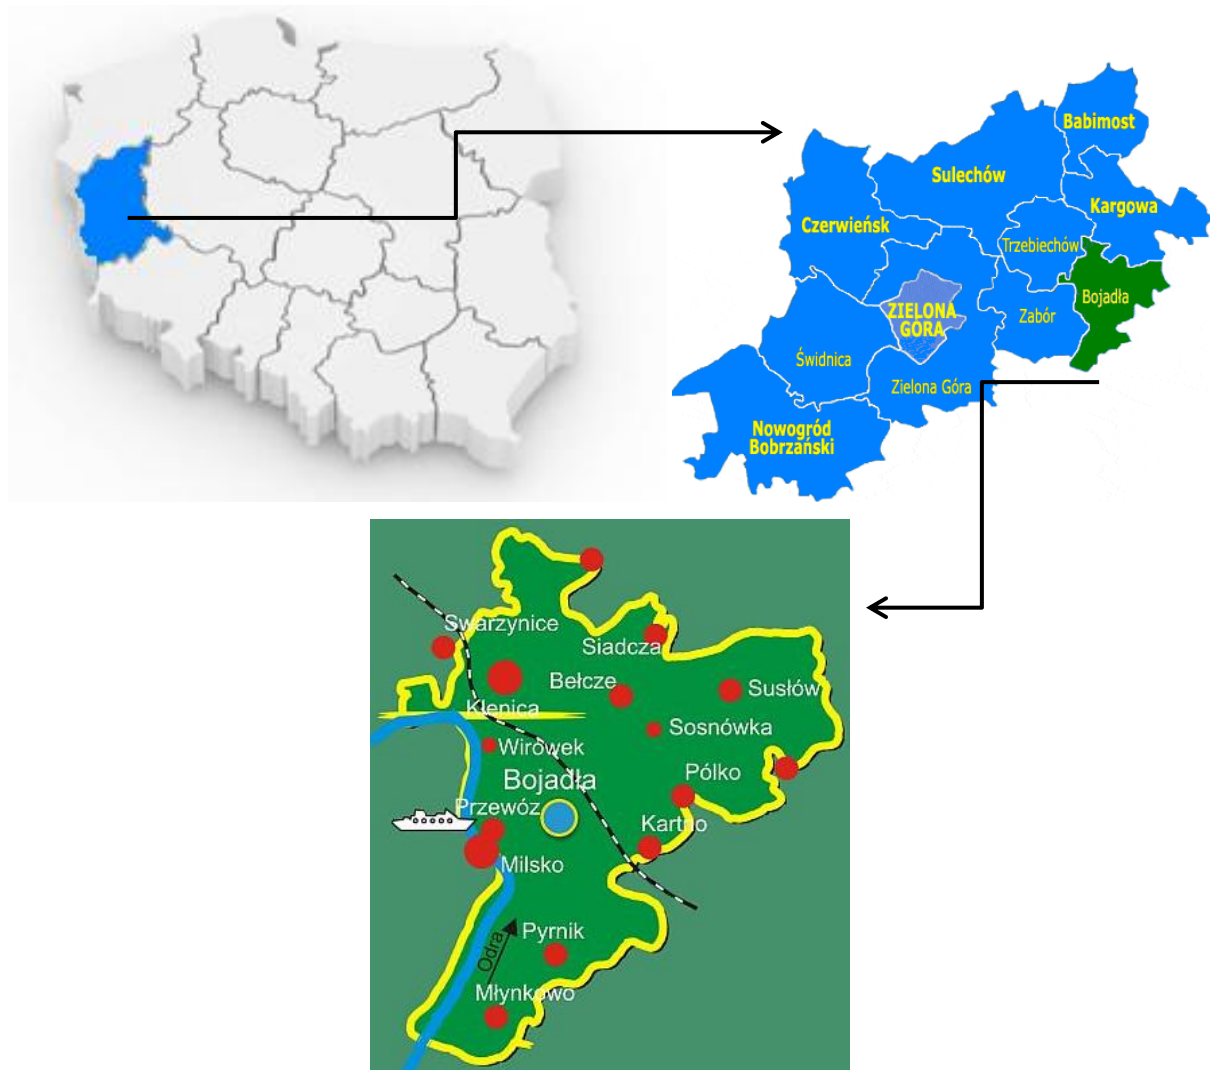 Babimost
Sulechów
Kargowa
Czerwieńsk
Trzebiechów
Bojadła
ZIELONA
GÓRA
Zabór
Świdnica
Zielona Góra
Nowogród
Bobrzański
Swarzynice
Siadcza
Bełcze
Susłów
Klenica
Sosnówka
Wirówek
Bojadła
Pólko
Przewóz
Kartno
Milsko
Pyrnik
Odra
Młynkowo